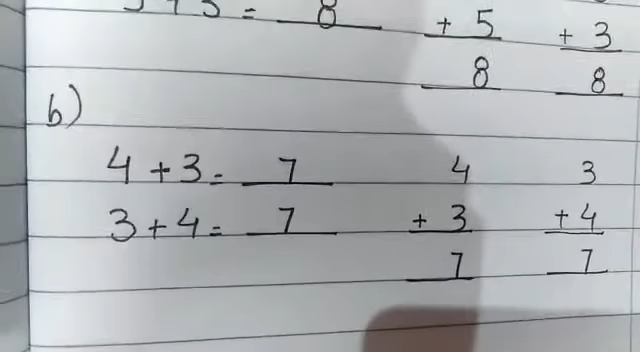 = 8 + 5 + 3
8 8
b)
4 + 3 = 7 4 3
3 + 4 = 7 + 3 + 4
7 7